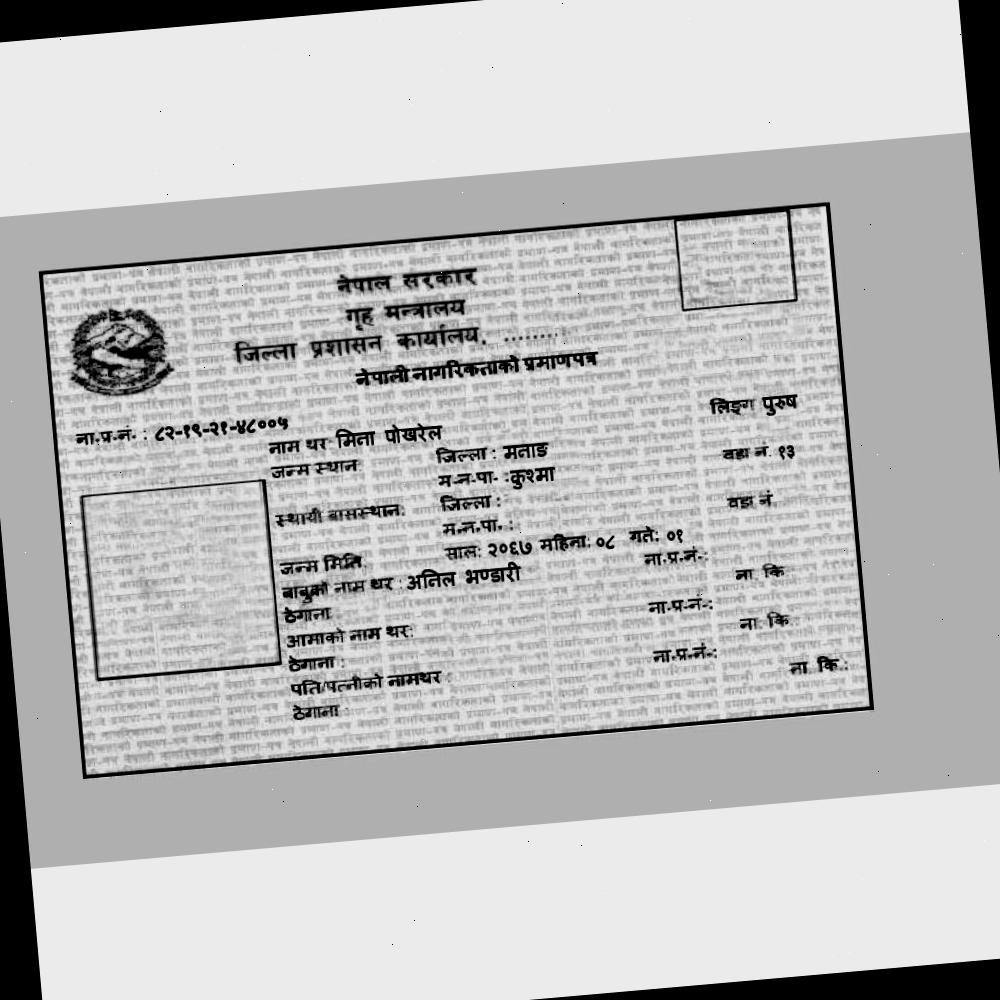 नेपाल सरकार
गृह मन्त्रालय
जिल्ला प्रशासन कार्यालय, ..........
नेपाली नागरिकताको प्रमाणपत्र
ना.प्र.नं. : ८२-१९-२१-४८००५ लिङ्ग पुरुष
नाम थर मिना पोखरेल
जन्म स्थान: जिल्ला : मनाङ वडा नं. १३
म.न.पा. :कुश्मा
स्थायी बासस्थान: जिल्ला : वडा नं.
म.न.पा. :
जन्म मिति: साल: २०६७ महिना: ०८ गते: ०१
बाबुको नाम थर : अनिल भण्डारी ना.प्र.नं.:
ठेगाना: ना. कि.
आमाको नाम थर: ना.प्र.नं.:
ठेगाना : ना. कि.
पति/पत्नीको नामथर : ना.प्र.नं.:
ठेगाना : ना. कि.: